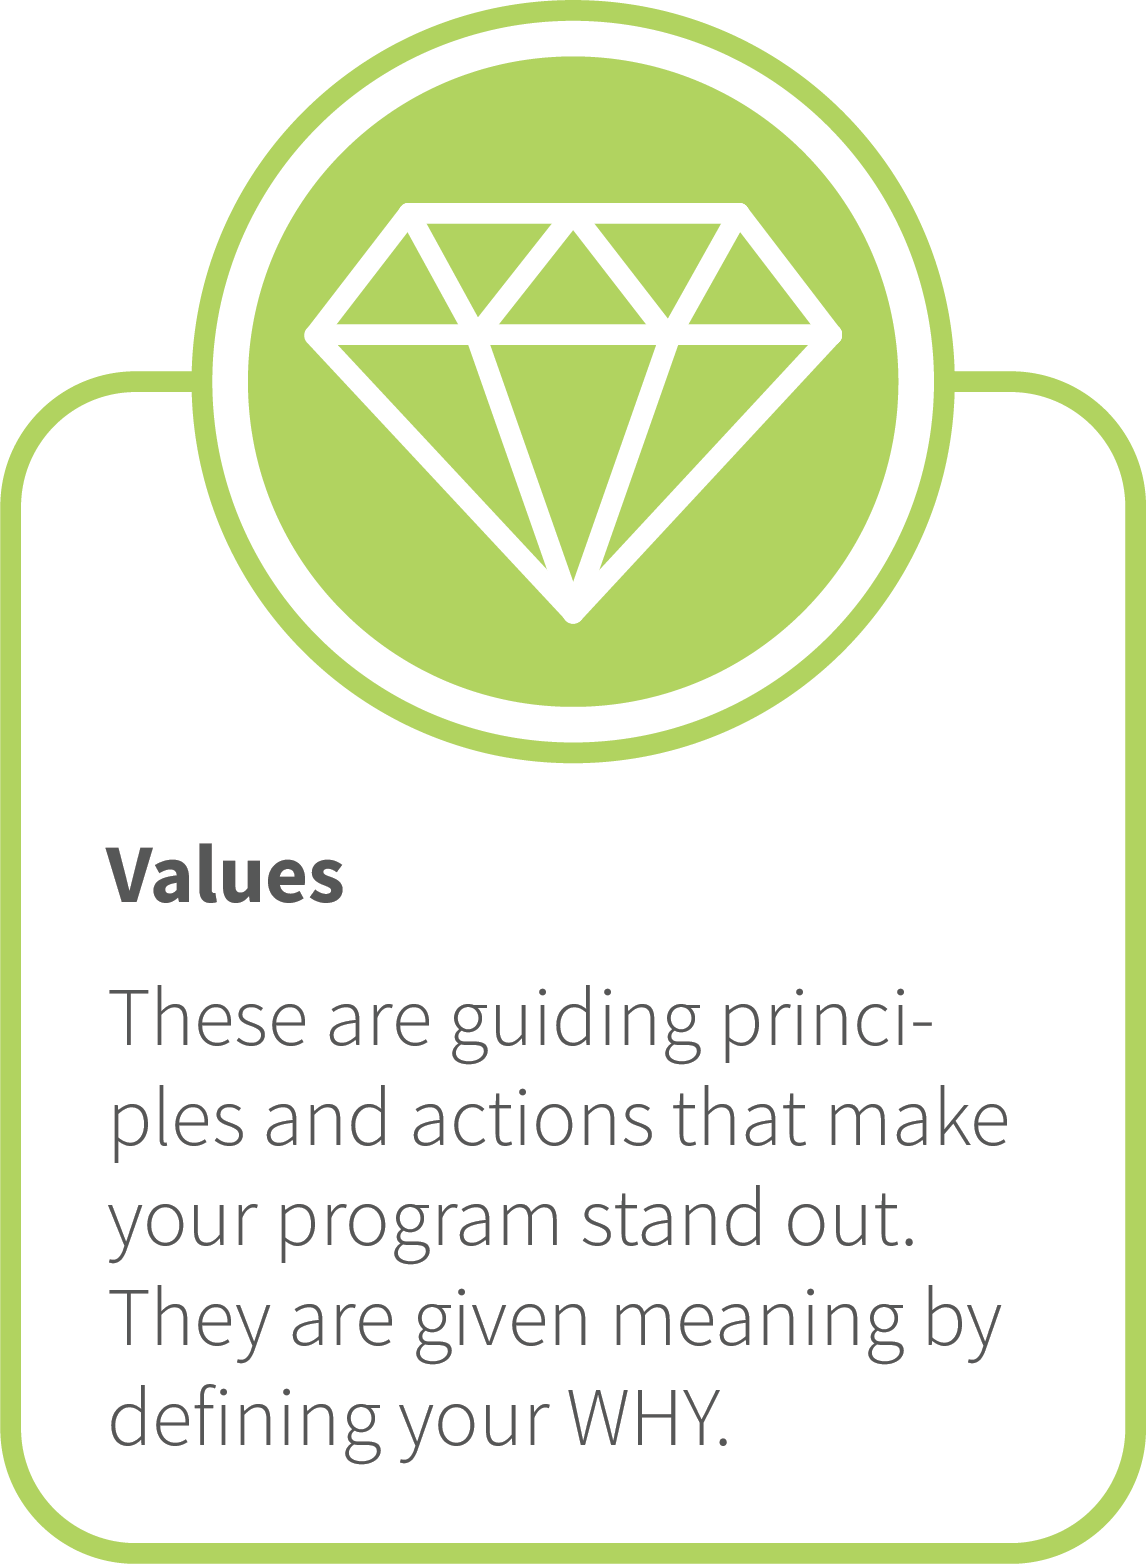 Values
These are guiding princi-
ples and actions that make
your program stand out.
They are given meaning by
defining your WHY.